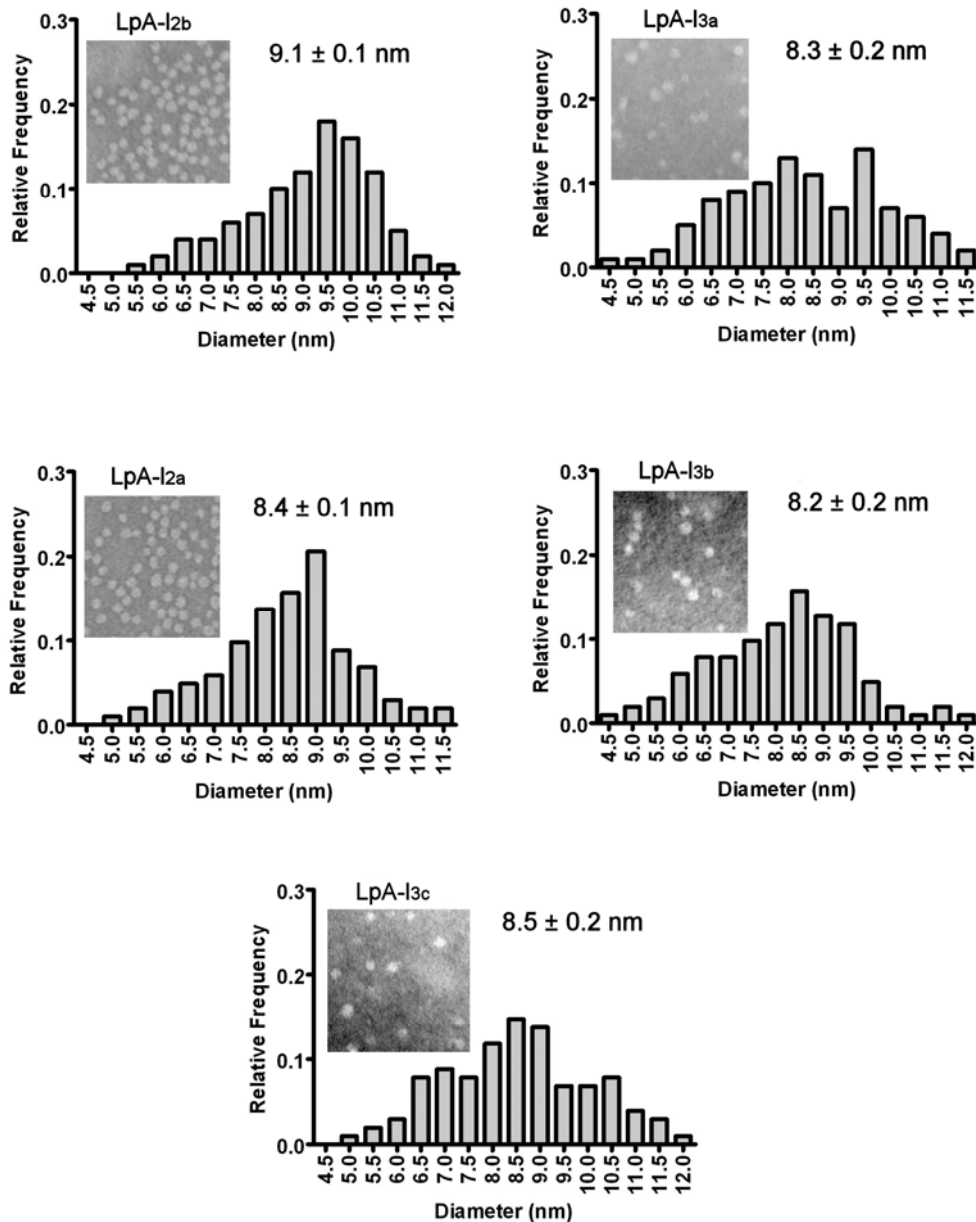 LpA-I2b
9.1 ± 0.1 nm
Relative Frequency
0.3
0.2
0.1
0.0
4.5 5.0 5.5 6.0 6.5 7.0 7.5 8.0 8.5 9.0 9.5 10.0 10.5 11.0 11.5 12.0
Diameter (nm)
LpA-I3a
8.3 ± 0.2 nm
Relative Frequency
0.3
0.2
0.1
0.0
4.5 5.0 5.5 6.0 6.5 7.0 7.5 8.0 8.5 9.0 9.5 10.0 10.5 11.0 11.5
Diameter (nm)
LpA-I2a
8.4 ± 0.1 nm
Relative Frequency
0.3
0.2
0.1
0.0
4.5 5.0 5.5 6.0 6.5 7.0 7.5 8.0 8.5 9.0 9.5 10.0 10.5 11.0 11.5
Diameter (nm)
LpA-I3b
8.2 ± 0.2 nm
Relative Frequency
0.3
0.2
0.1
0.0
4.5 5.0 5.5 6.0 6.5 7.0 7.5 8.0 8.5 9.0 9.5 10.0 10.5 11.0 11.5 12.0
Diameter (nm)
LpA-I3c
8.5 ± 0.2 nm
Relative Frequency
0.3
0.2
0.1
0.0
4.5 5.0 5.5 6.0 6.5 7.0 7.5 8.0 8.5 9.0 9.5 10.0 10.5 11.0 11.5 12.0
Diameter (nm)